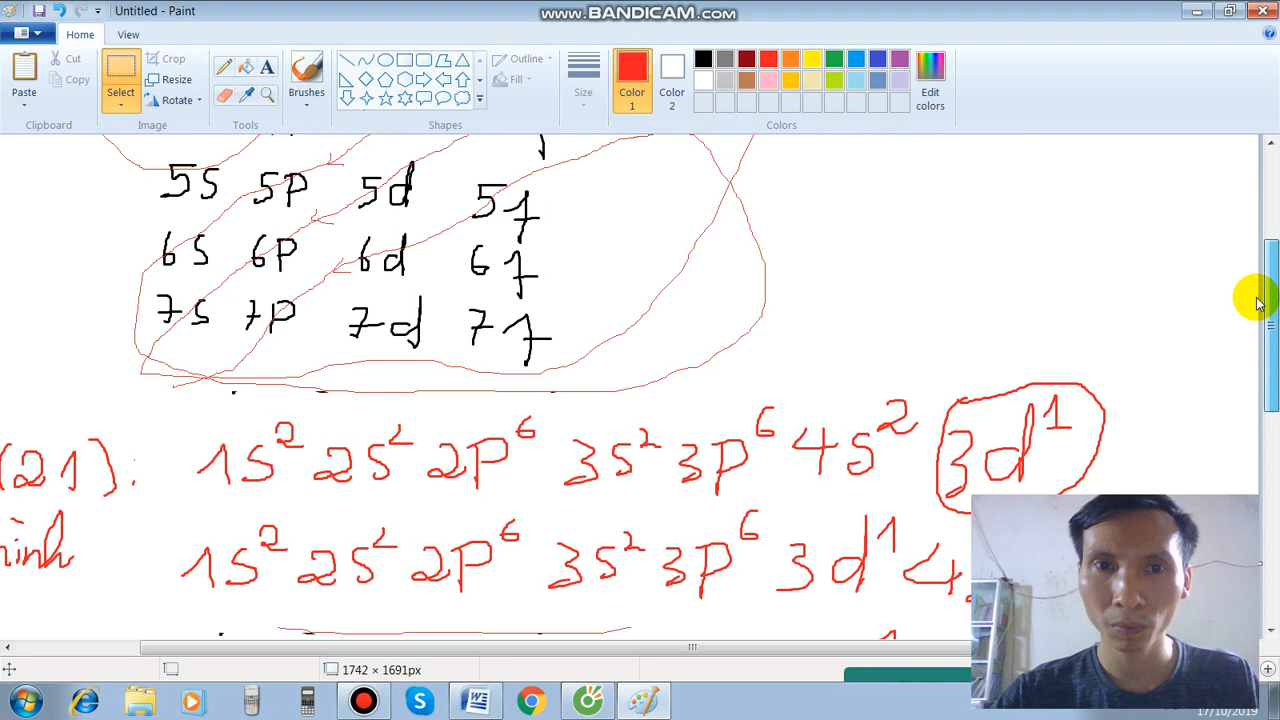 Untitled - Paint
WWW.BANDICAM.COM
Home
View
Paste
Cut
Copy
Clipboard
Select
Crop
Resize
Rotate
Image
Tools
Brushes
Shapes
Outline
Fill
Size
Color 1
Color 2
Colors
Edit colors
5s 5p 5d 5f
6s 6p 6d 6f
7s 7p 7d 7f
(21): 1s² 2s² 2p⁶ 3s² 3p⁶ 4s² 3d¹
1s² 2s² 2p⁶ 3s² 3p⁶ 3d¹ 4
1742 × 1691px
17/10/2019